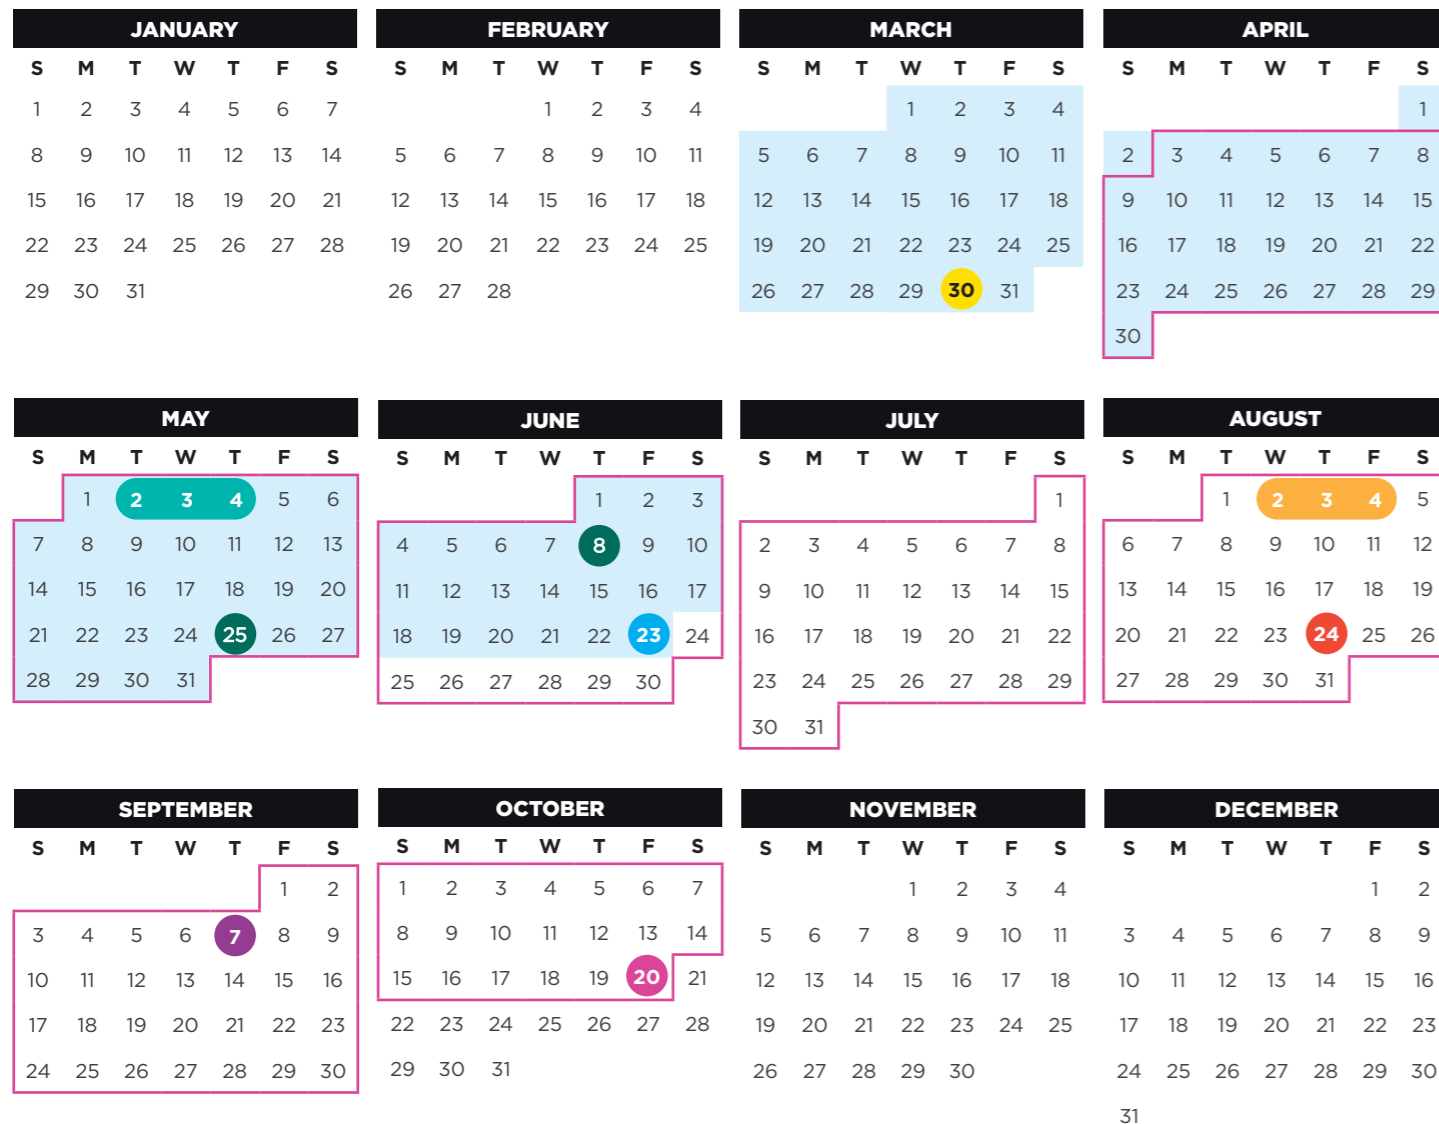 JANUARY
S M T W T F S
1 2 3 4 5 6 7
8 9 10 11 12 13 14
15 16 17 18 19 20 21
22 23 24 25 26 27 28
29 30 31
FEBRUARY
S M T W T F S
1 2 3 4
5 6 7 8 9 10 11
12 13 14 15 16 17 18
19 20 21 22 23 24 25
26 27 28
MARCH
S M T W T F S
1 2 3 4
5 6 7 8 9 10 11
12 13 14 15 16 17 18
19 20 21 22 23 24 25
26 27 28 29 30 31
APRIL
S M T W T F S
1
2 3 4 5 6 7 8
9 10 11 12 13 14 15
16 17 18 19 20 21 22
23 24 25 26 27 28 29
30
MAY
S M T W T F S
1 2 3 4 5 6
7 8 9 10 11 12 13
14 15 16 17 18 19 20
21 22 23 24 25 26 27
28 29 30 31
JUNE
S M T W T F S
1 2 3
4 5 6 7 8 9 10
11 12 13 14 15 16 17
18 19 20 21 22 23 24
25 26 27 28 29 30
JULY
S M T W T F S
1
2 3 4 5 6 7 8
9 10 11 12 13 14 15
16 17 18 19 20 21 22
23 24 25 26 27 28 29
30 31
AUGUST
S M T W T F S
1 2 3 4 5
6 7 8 9 10 11 12
13 14 15 16 17 18 19
20 21 22 23 24 25 26
27 28 29 30 31
SEPTEMBER
S M T W T F S
1 2
3 4 5 6 7 8 9
10 11 12 13 14 15 16
17 18 19 20 21 22 23
24 25 26 27 28 29 30
OCTOBER
S M T W T F S
1 2 3 4 5 6 7
8 9 10 11 12 13 14
15 16 17 18 19 20 21
22 23 24 25 26 27 28
29 30 31
NOVEMBER
S M T W T F S
1 2 3 4
5 6 7 8 9 10 11
12 13 14 15 16 17 18
19 20 21 22 23 24 25
26 27 28 29 30
DECEMBER
S M T W T F S
1 2
3 4 5 6 7 8 9
10 11 12 13 14 15 16
17 18 19 20 21 22 23
24 25 26 27 28 29 30
31